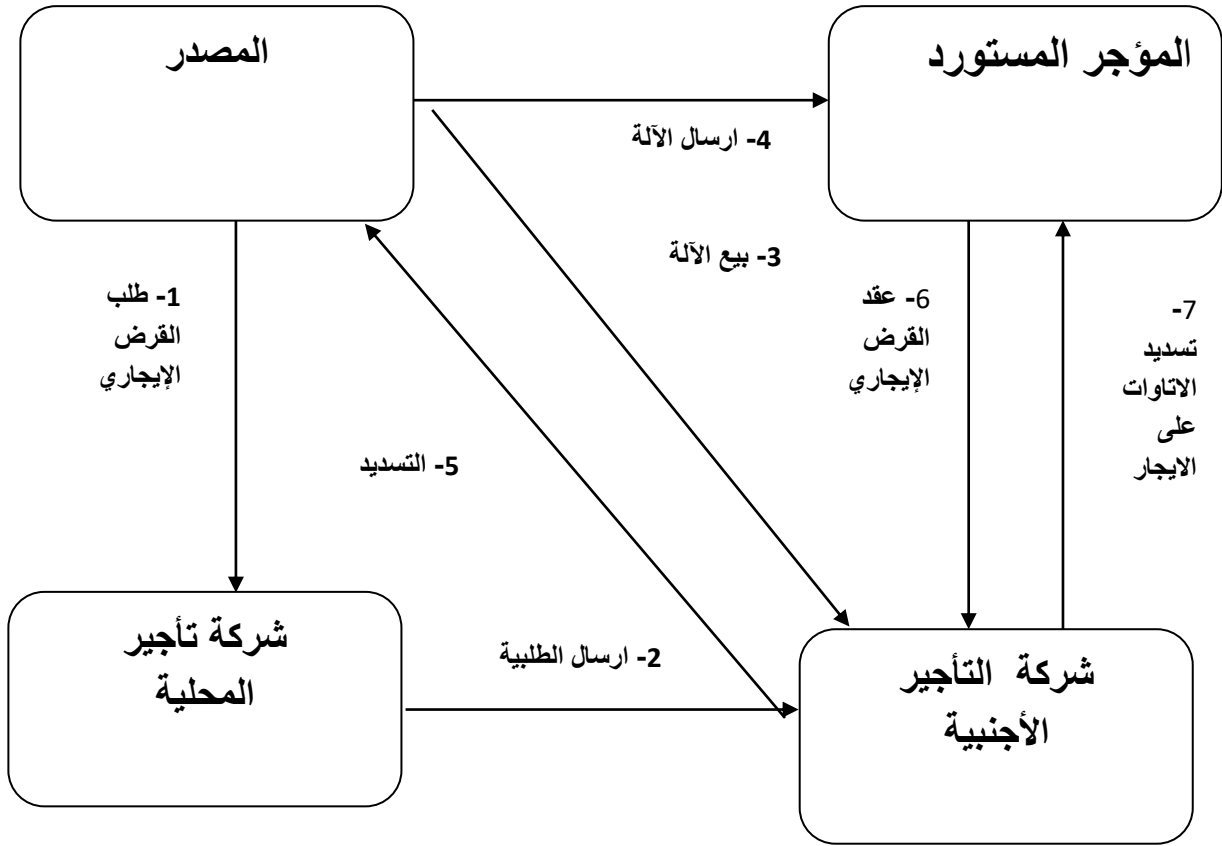 المصدر
المؤجر المستورد
4- ارسال الآلة
3- بيع الآلة
1- طلب
القرض
الإيجاري
6- عقد
القرض
الإيجاري
7-
تسديد
الاتاوات
على
الايجار
5- التسديد
شركة تأجير
المحلية
2- ارسال الطلبية
شركة التأجير
الأجنبية